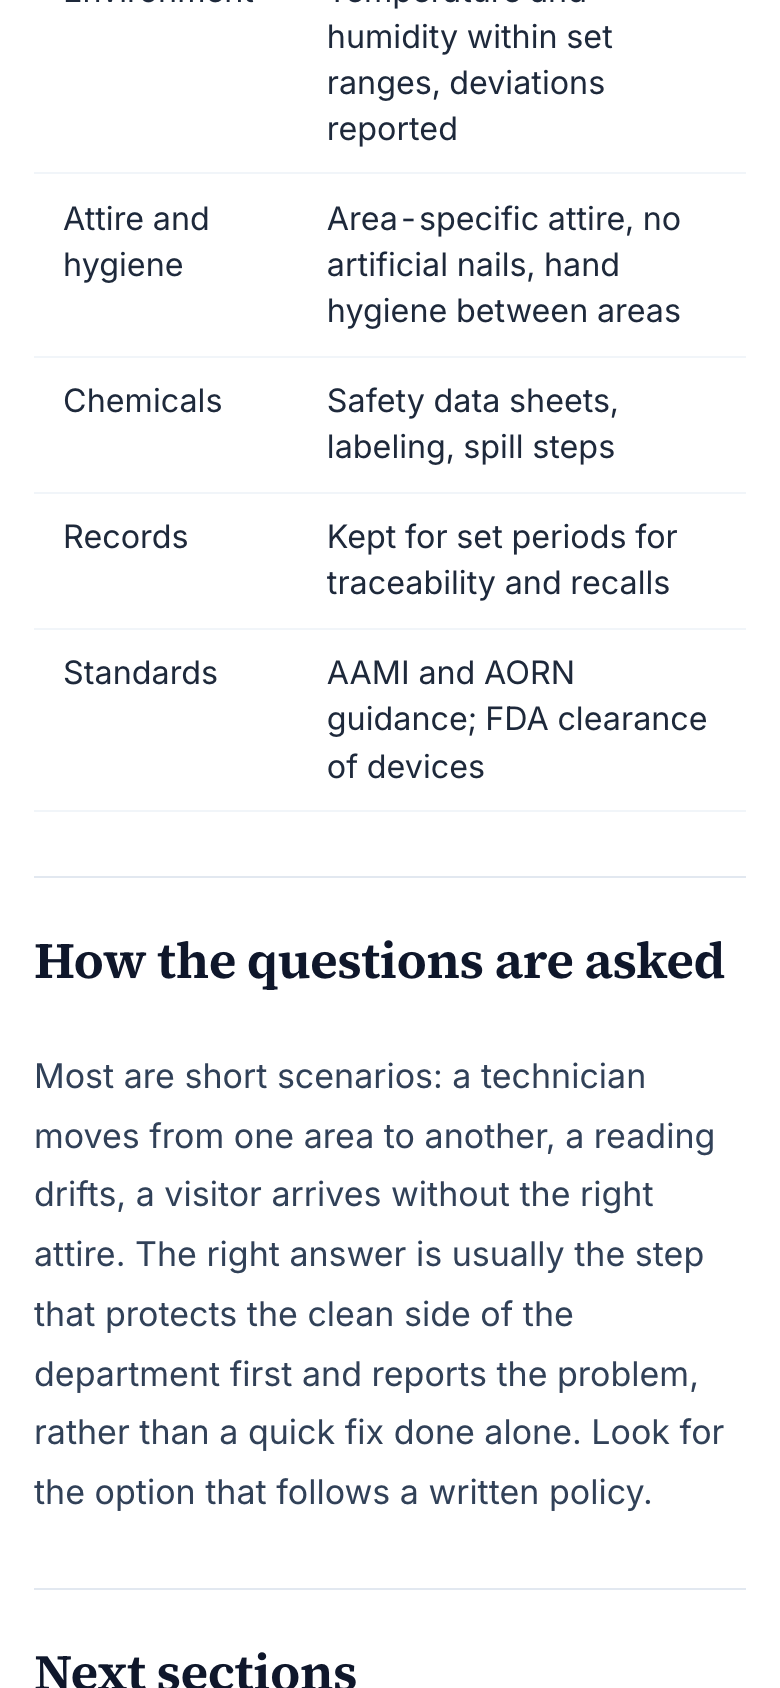 Environment
Temperature and
humidity within set
ranges, deviations
reported
Attire and
hygiene
Area-specific attire, no
artificial nails, hand
hygiene between areas
Chemicals
Safety data sheets,
labeling, spill steps
Records
Kept for set periods for
traceability and recalls
Standards
AAMI and AORN
guidance; FDA clearance
of devices
How the questions are asked
Most are short scenarios: a technician
moves from one area to another, a reading
drifts, a visitor arrives without the right
attire. The right answer is usually the step
that protects the clean side of the
department first and reports the problem,
rather than a quick fix done alone. Look for
the option that follows a written policy.
Next sections